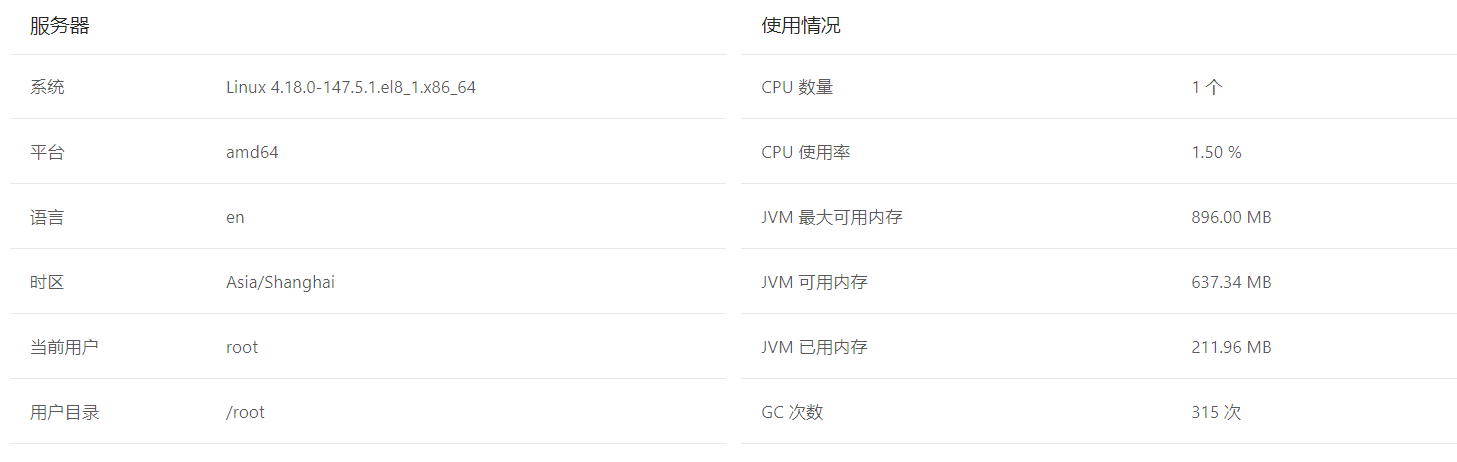 服务器
系统 Linux 4.18.0-147.5.1.el8_1.x86_64
平台 amd64
语言 en
时区 Asia/Shanghai
当前用户 root
用户目录 /root
使用情况
CPU 数量 1 个
CPU 使用率 1.50 %
JVM 最大可用内存 896.00 MB
JVM 可用内存 637.34 MB
JVM 已用内存 211.96 MB
GC 次数 315 次